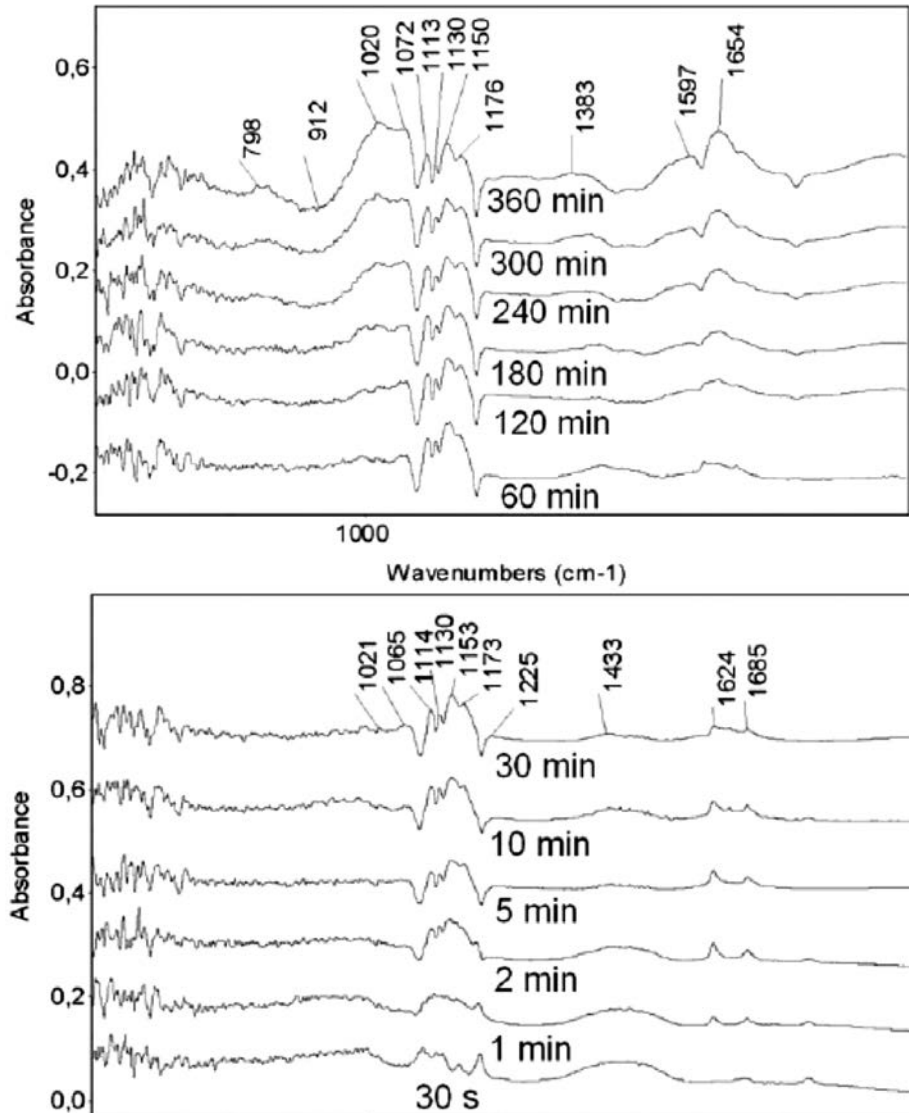 1020
1072
1113
1130
1150
1176
1383
1597
1654
798
912
0,6
0,4
0,2
0,0
-0,2
Absorbance
360 min
300 min
240 min
180 min
120 min
60 min
1000
Wavenumbers (cm-1)
1021
1065
1114
1130
1153
1173
1225
1433
1624
1685
0,8
0,6
0,4
0,2
0,0
Absorbance
30 min
10 min
5 min
2 min
1 min
30 s